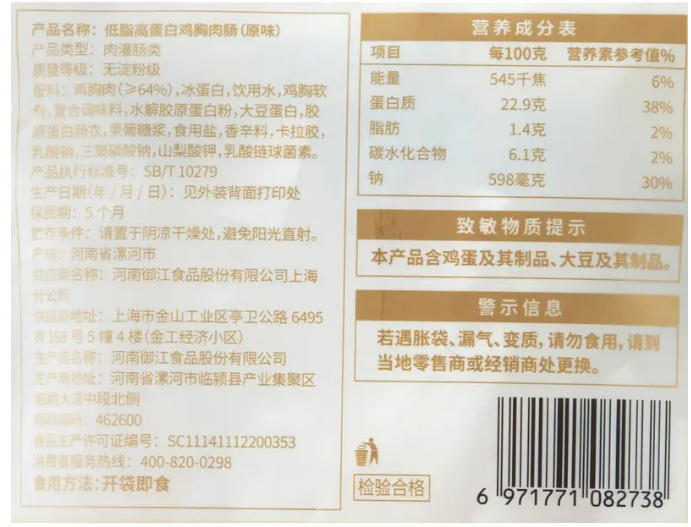 产品名称：低脂高蛋白鸡胸肉肠（原味）
产品类型：肉灌肠类
质量等级：无淀粉级
配料：鸡胸肉(≥64%),冰蛋白,饮用水,鸡胸软
骨,复合调味料,水解胶原蛋白粉,大豆蛋白,胶
原蛋白肠衣,果葡糖浆,食用盐,香辛料,卡拉胶,
乳酸钠,三聚磷酸钠,山梨酸钾,乳酸链球菌素。
产品执行标准号：SB/T 10279
生产日期(年 / 月 / 日)：见外装背面打印处
保质期：5 个月
贮存条件：请置于阴凉干燥处,避免阳光直射。
产地：河南省漯河市
供应商名称：河南御江食品股份有限公司上海
分公司
供应商地址：上海市金山工业区亭卫公路 6495
弄 168 号 5 幢 4 楼(金工经济小区)
生产商名称：河南御江食品股份有限公司
生产商地址：河南省漯河市临颍县产业集聚区
临颍大道中段北侧
邮政编码：462600
食品生产许可证编号：SC11141112200353
消费者服务热线：400-820-0298
食用方法:开袋即食
营养成分表
项目 每100克 营养素参考值%
能量 545千焦 6%
蛋白质 22.9克 38%
脂肪 1.4克 2%
碳水化合物 6.1克 2%
钠 598毫克 30%
致敏物质提示
本产品含鸡蛋及其制品、大豆及其制品。
警示信息
若遇胀袋、漏气、变质,请勿食用,请到
当地零售商或经销商处更换。
检验合格
6 971771 082738